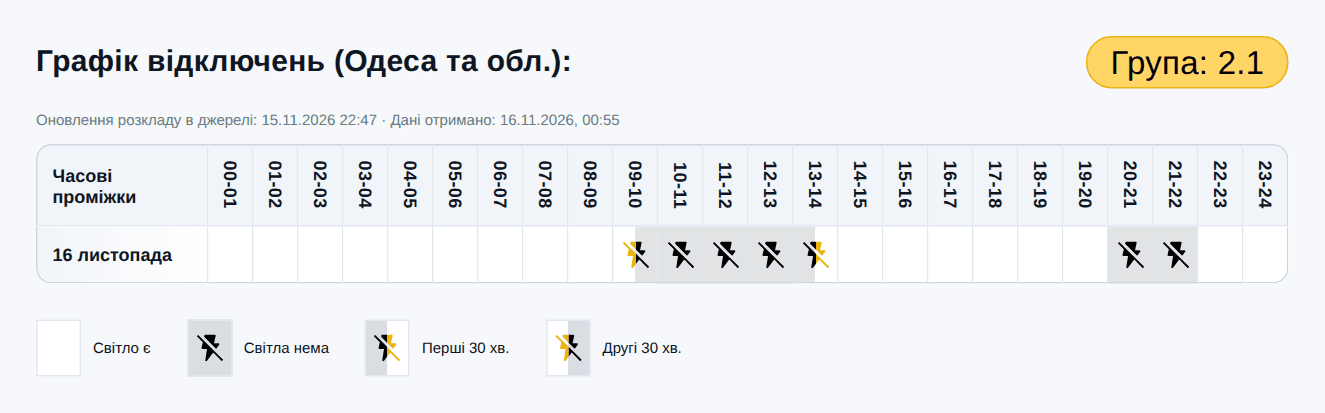 Графік відключень (Одеса та обл.):
Група: 2.1
Оновлення розкладу в джерелі: 15.11.2026 22:47 · Дані отримано: 16.11.2026, 00:55
Часові
проміжки
00-01
01-02
02-03
03-04
04-05
05-06
06-07
07-08
08-09
09-10
10-11
11-12
12-13
13-14
14-15
15-16
16-17
17-18
18-19
19-20
20-21
21-22
22-23
23-24
16 листопада
Світло є
Світла нема
Перші 30 хв.
Другі 30 хв.